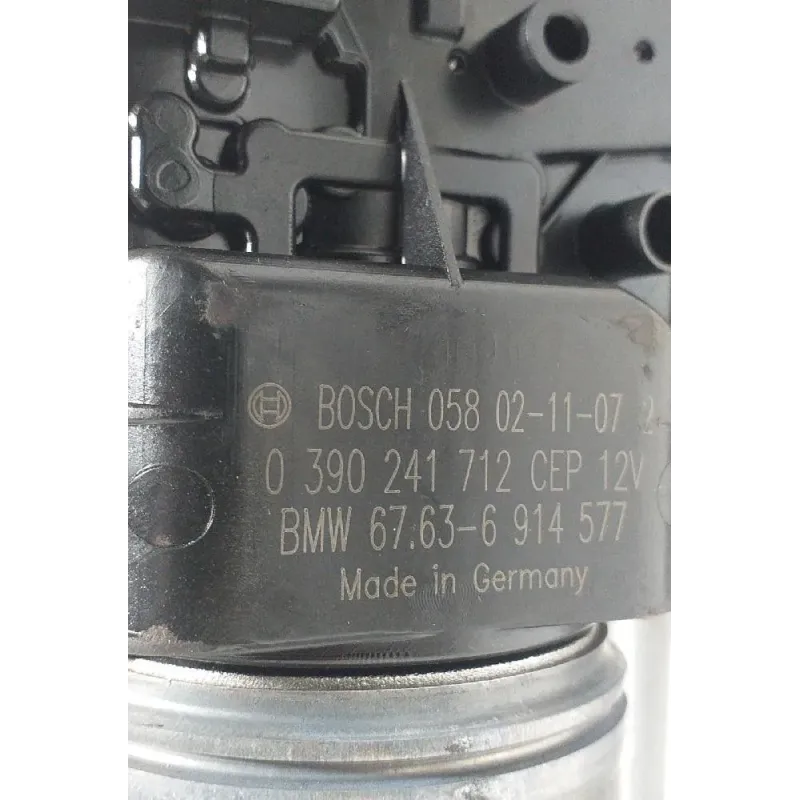 BOSCH 058 02-11-07 2
0 390 241 712 CEP 12V
BMW 67.63-6 914 577
Made in Germany